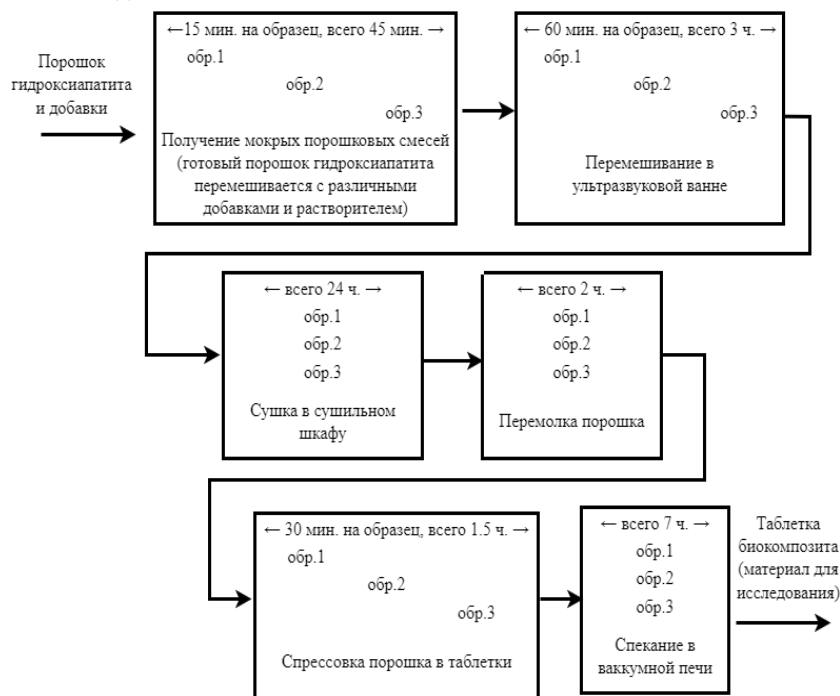 Порошок
гидроксиапатита
и добавки
←15 мин. на образец, всего 45 мин. →
обр.1
обр.2
обр.3
Получение мокрых порошковых смесей
(готовый порошок гидроксиапатита
перемешивается с различными
добавками и растворителем)
← 60 мин. на образец, всего 3 ч. →
обр.1
обр.2
обр.3
Перемешивание в
ультразвуковой ванне
← всего 24 ч. →
обр.1
обр.2
обр.3
Сушка в сушильном
шкафу
← всего 2 ч. →
обр.1
обр.2
обр.3
Перемолка порошка
← 30 мин. на образец, всего 1.5 ч. →
обр.1
обр.2
обр.3
Спрессовка порошка в таблетки
← всего 7 ч. →
обр.1
обр.2
обр.3
Спекание в
ваккумной печи
Таблетка
биокомпозита
(материал для
исследования)